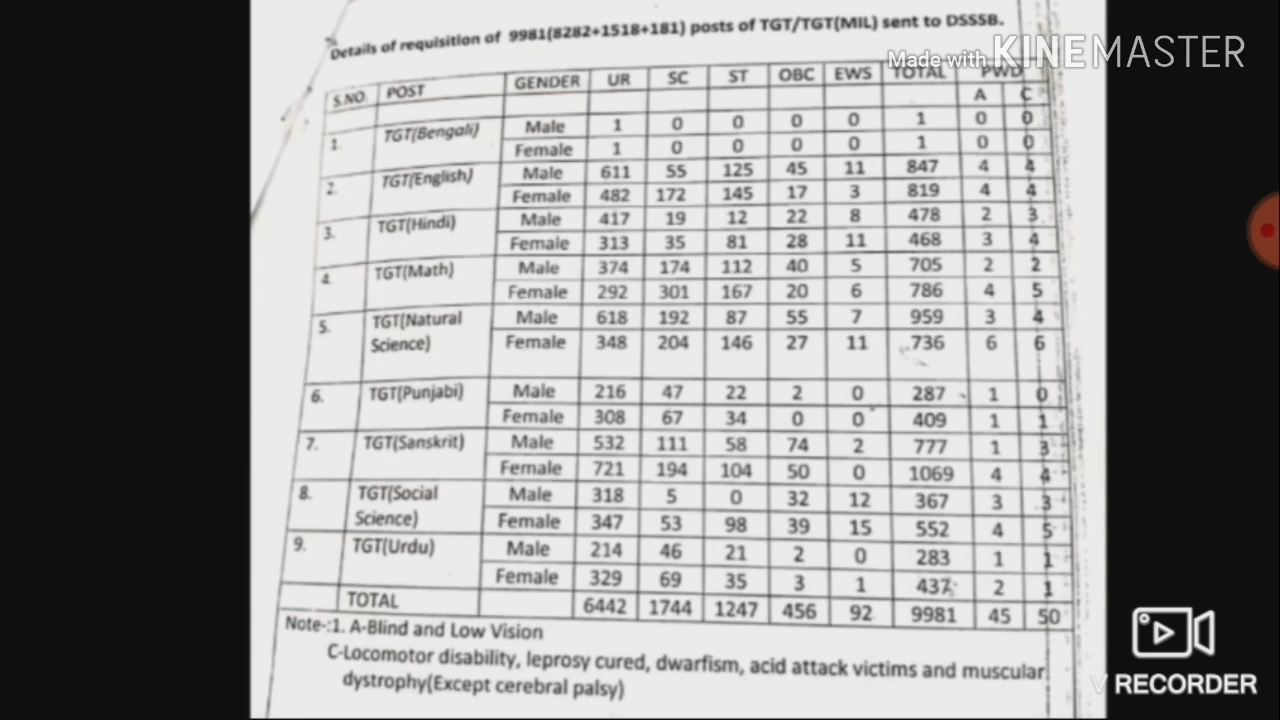 Details of requisition of 9981(8282+1518+181) posts of TGT/TGT(MIL) sent to DSSSB.
Made with KINEMASTER
S.NO. POST GENDER UR SC ST OBC EWS TOTAL PWD
A C
1. TGT(Bengali) Male 1 0 0 0 0 1 0 0
Female 1 0 0 0 0 1 0 0
2. TGT(English) Male 611 55 125 45 11 847 4 4
Female 482 172 145 17 3 819 4 4
3. TGT(Hindi) Male 417 19 12 22 8 478 2 3
Female 313 35 81 28 11 468 3 4
4. TGT(Math) Male 374 174 112 40 5 705 2 2
Female 292 301 167 20 6 786 4 5
5. TGT(Natural Male 618 192 87 55 7 959 3 4
Science) Female 348 204 146 27 11 736 6 6
6. TGT(Punjabi) Male 216 47 22 2 0 287 1 0
Female 308 67 34 0 0 409 1 1
7. TGT(Sanskrit) Male 532 111 58 74 2 777 1 3
Female 721 194 104 50 0 1069 4 4
8. TGT(Social Male 318 5 0 32 12 367 3 3
Science) Female 347 53 98 39 15 552 4 5
9. TGT(Urdu) Male 214 46 21 2 0 283 1 1
Female 329 69 35 3 1 437 2 1
TOTAL 6442 1744 1247 456 92 9981 45 50
Note-:1. A-Blind and Low Vision
C-Locomotor disability, leprosy cured, dwarfism, acid attack victims and muscular
dystrophy(Except cerebral palsy)
V RECORDER